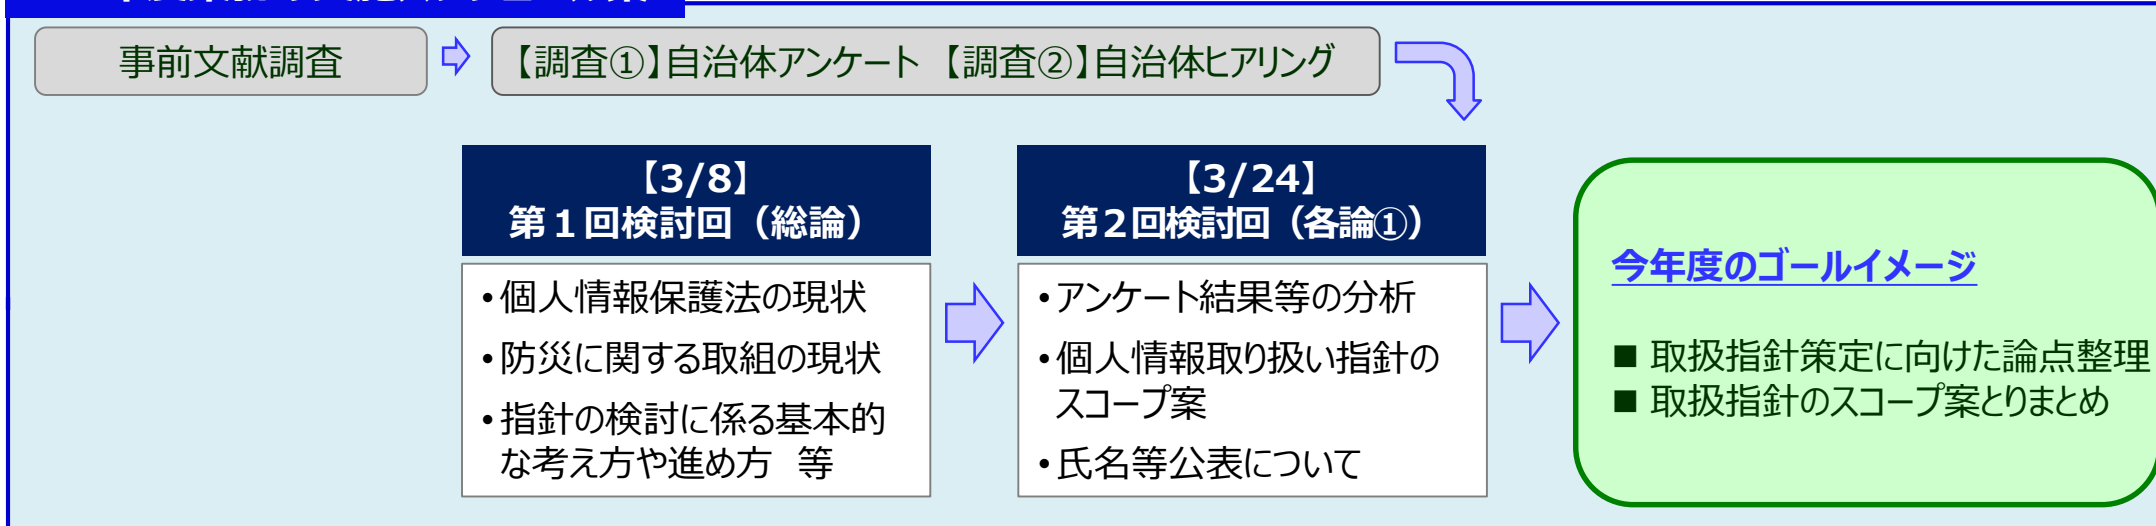 事前文献調査
【調査①】自治体アンケート 【調査②】自治体ヒアリング
【3/8】
第1回検討回（総論）
・個人情報保護法の現状
・防災に関する取組の現状
・指針の検討に係る基本的
な考え方や進め方　等
【3/24】
第2回検討回（各論①）
・アンケート結果等の分析
・個人情報取り扱い指針の
スコープ案
・氏名等公表について
今年度のゴールイメージ
■ 取扱指針策定に向けた論点整理
■ 取扱指針のスコープ案とりまとめ